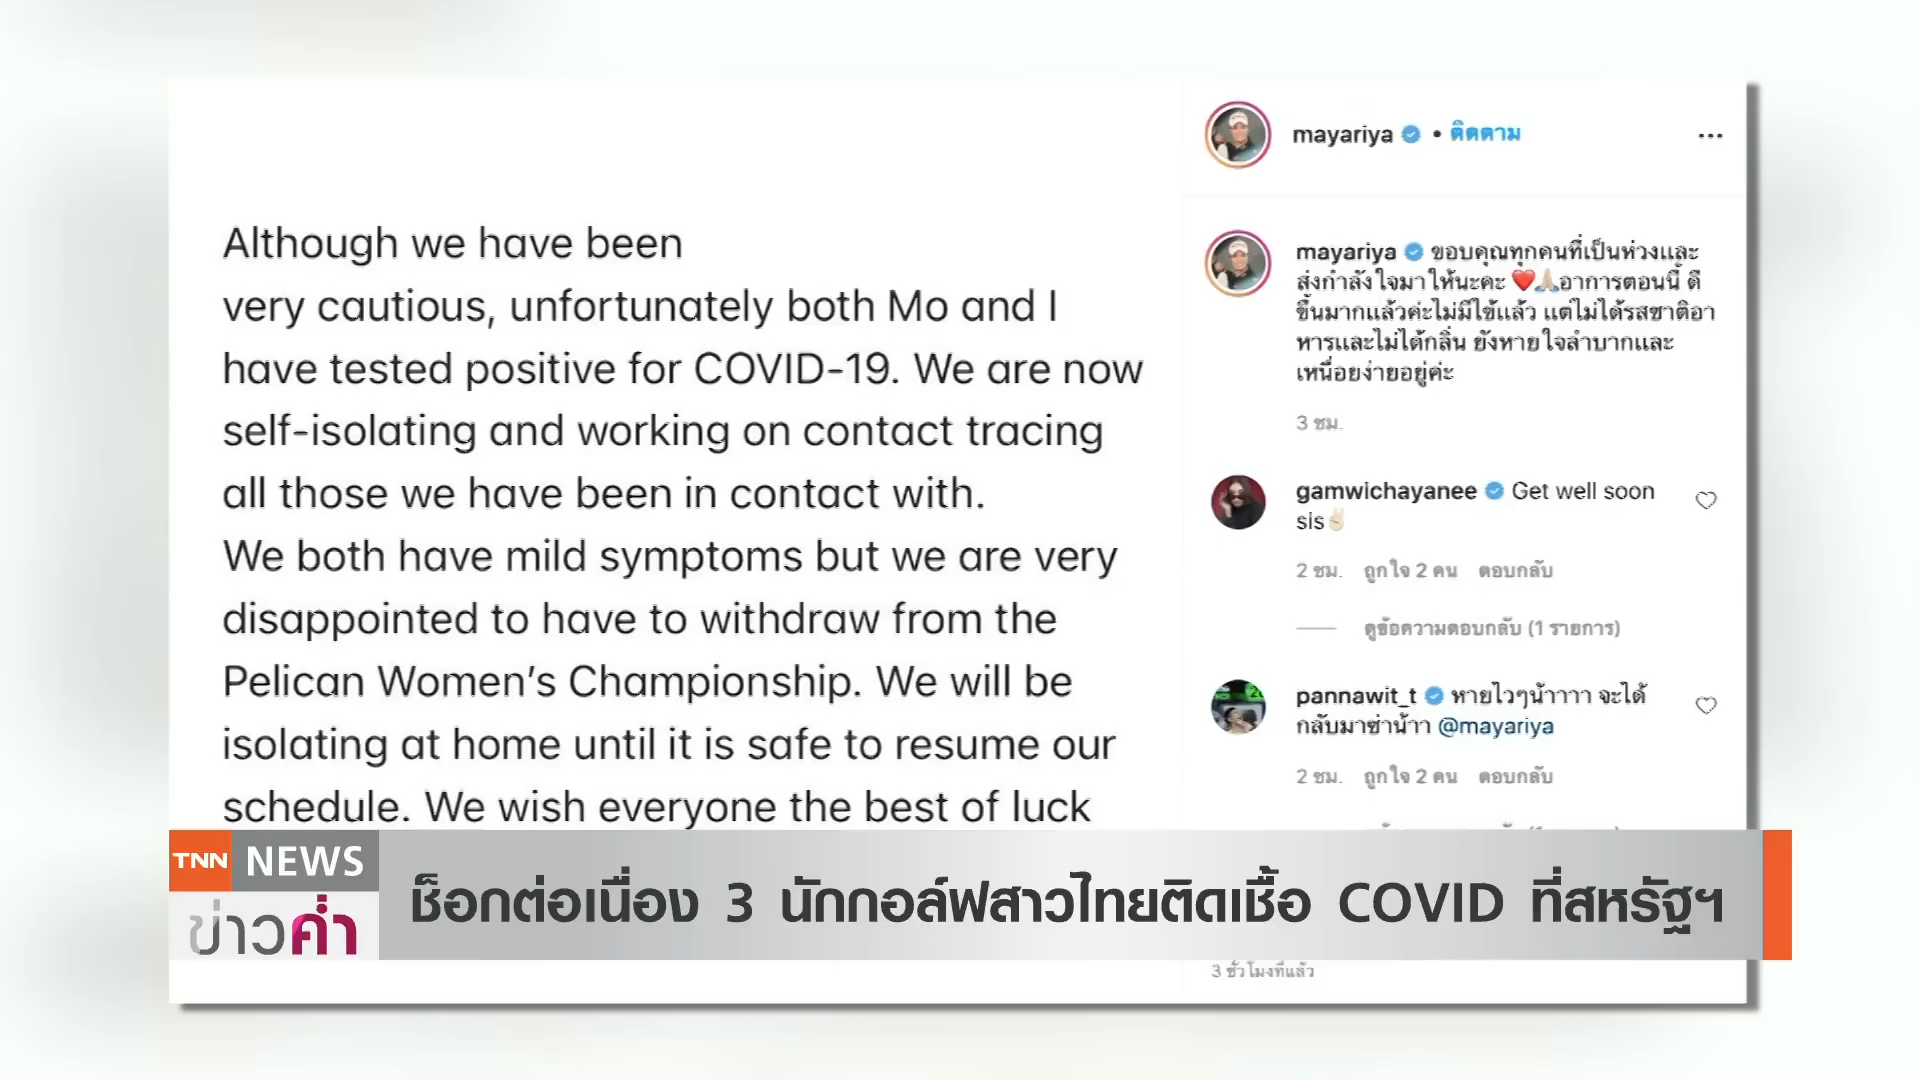 Although we have been
very cautious, unfortunately both Mo and I
have tested positive for COVID-19. We are now
self-isolating and working on contact tracing
all those we have been in contact with.
We both have mild symptoms but we are very
disappointed to have to withdraw from the
Pelican Women's Championship. We will be
isolating at home until it is safe to resume our
schedule. We wish everyone the best of luck
mayariya • ติดตาม
mayariya ขอบคุณทุกคนที่เป็นห่วงและ
ส่งกำลังใจมาให้นะคะ ❤️🙏🏼อาการตอนนี้ ดี
ขึ้นมากแล้วค่ะไม่มีไข้แล้ว แต่ไม่ได้รสชาติอา
หารและไม่ได้กลิ่น ยังหายใจลำบากและ
เหนื่อยง่ายอยู่ค่ะ
3 ชม.
gamwichayanee Get well soon
sis✌🏻
2 ชม. ถูกใจ 2 คน ตอบกลับ
ดูข้อความตอบกลับ (1 รายการ)
pannawit_t หายไวๆน้าาาา จะได้
กลับมาซ่าน้าา @mayariya
2 ชม. ถูกใจ 2 คน ตอบกลับ
3 ชั่วโมงที่แล้ว
TNN NEWS
ข่าวค่ำ
ช็อกต่อเนื่อง 3 นักกอล์ฟสาวไทยติดเชื้อ COVID ที่สหรัฐฯ